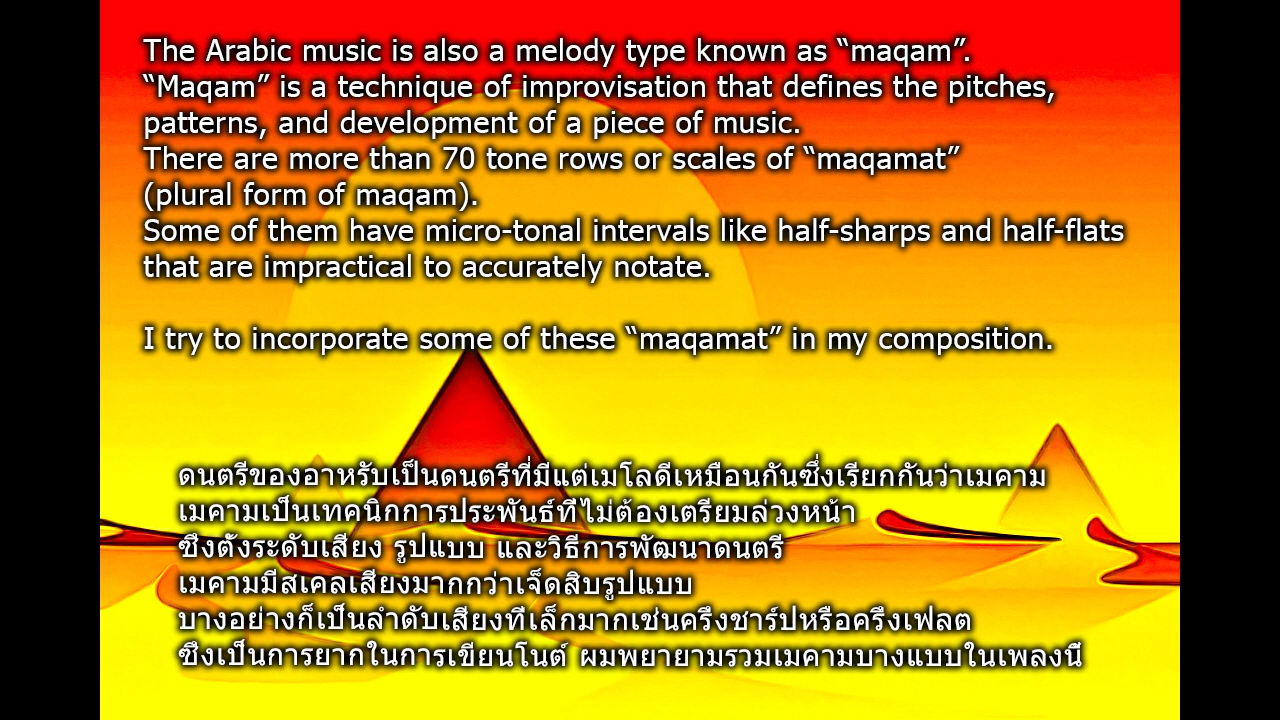 The Arabic music is also a melody type known as “maqam”.
“Maqam” is a technique of improvisation that defines the pitches,
patterns, and development of a piece of music.
There are more than 70 tone rows or scales of “maqamat”
(plural form of maqam).
Some of them have micro-tonal intervals like half-sharps and half-flats
that are impractical to accurately notate.
I try to incorporate some of these “maqamat” in my composition.
ดนตรีของอาหรับเป็นดนตรีที่มีแต่เมโลดีเหมือนกันซึ่งเรียกกันว่าเมคาม
เมคามเป็นเทคนิกการประพันธ์ที่ไม่ต้องเตรียมล่วงหน้า
ซึ่งตั้งระดับเสียง รูปแบบ และวิธีการพัฒนาดนตรี
เมคามมีสเคลเสียงมากกว่าเจ็ดสิบรูปแบบ
บางอย่างก็เป็นลำดับเสียงที่เล็กมากเช่นครึ่งชาร์ปหรือครึ่งเฟลต
ซึ่งเป็นการยากในการเขียนโนต์ ผมพยายามรวมเมคามบางแบบในเพลงนี้